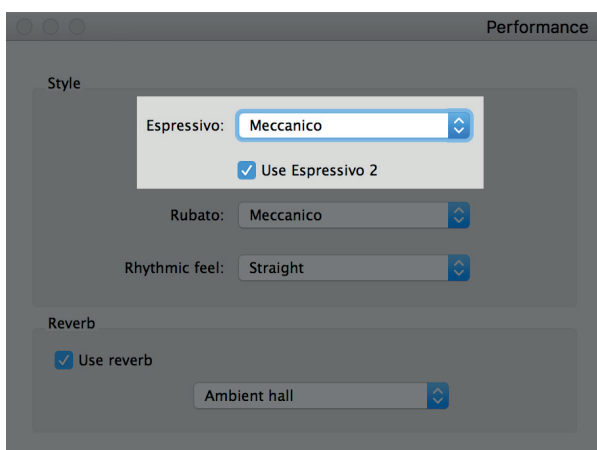 Performance
Style
Espressivo: Meccanico
Use Espressivo 2
Rubato: Meccanico
Rhythmic feel: Straight
Reverb
Use reverb
Ambient hall